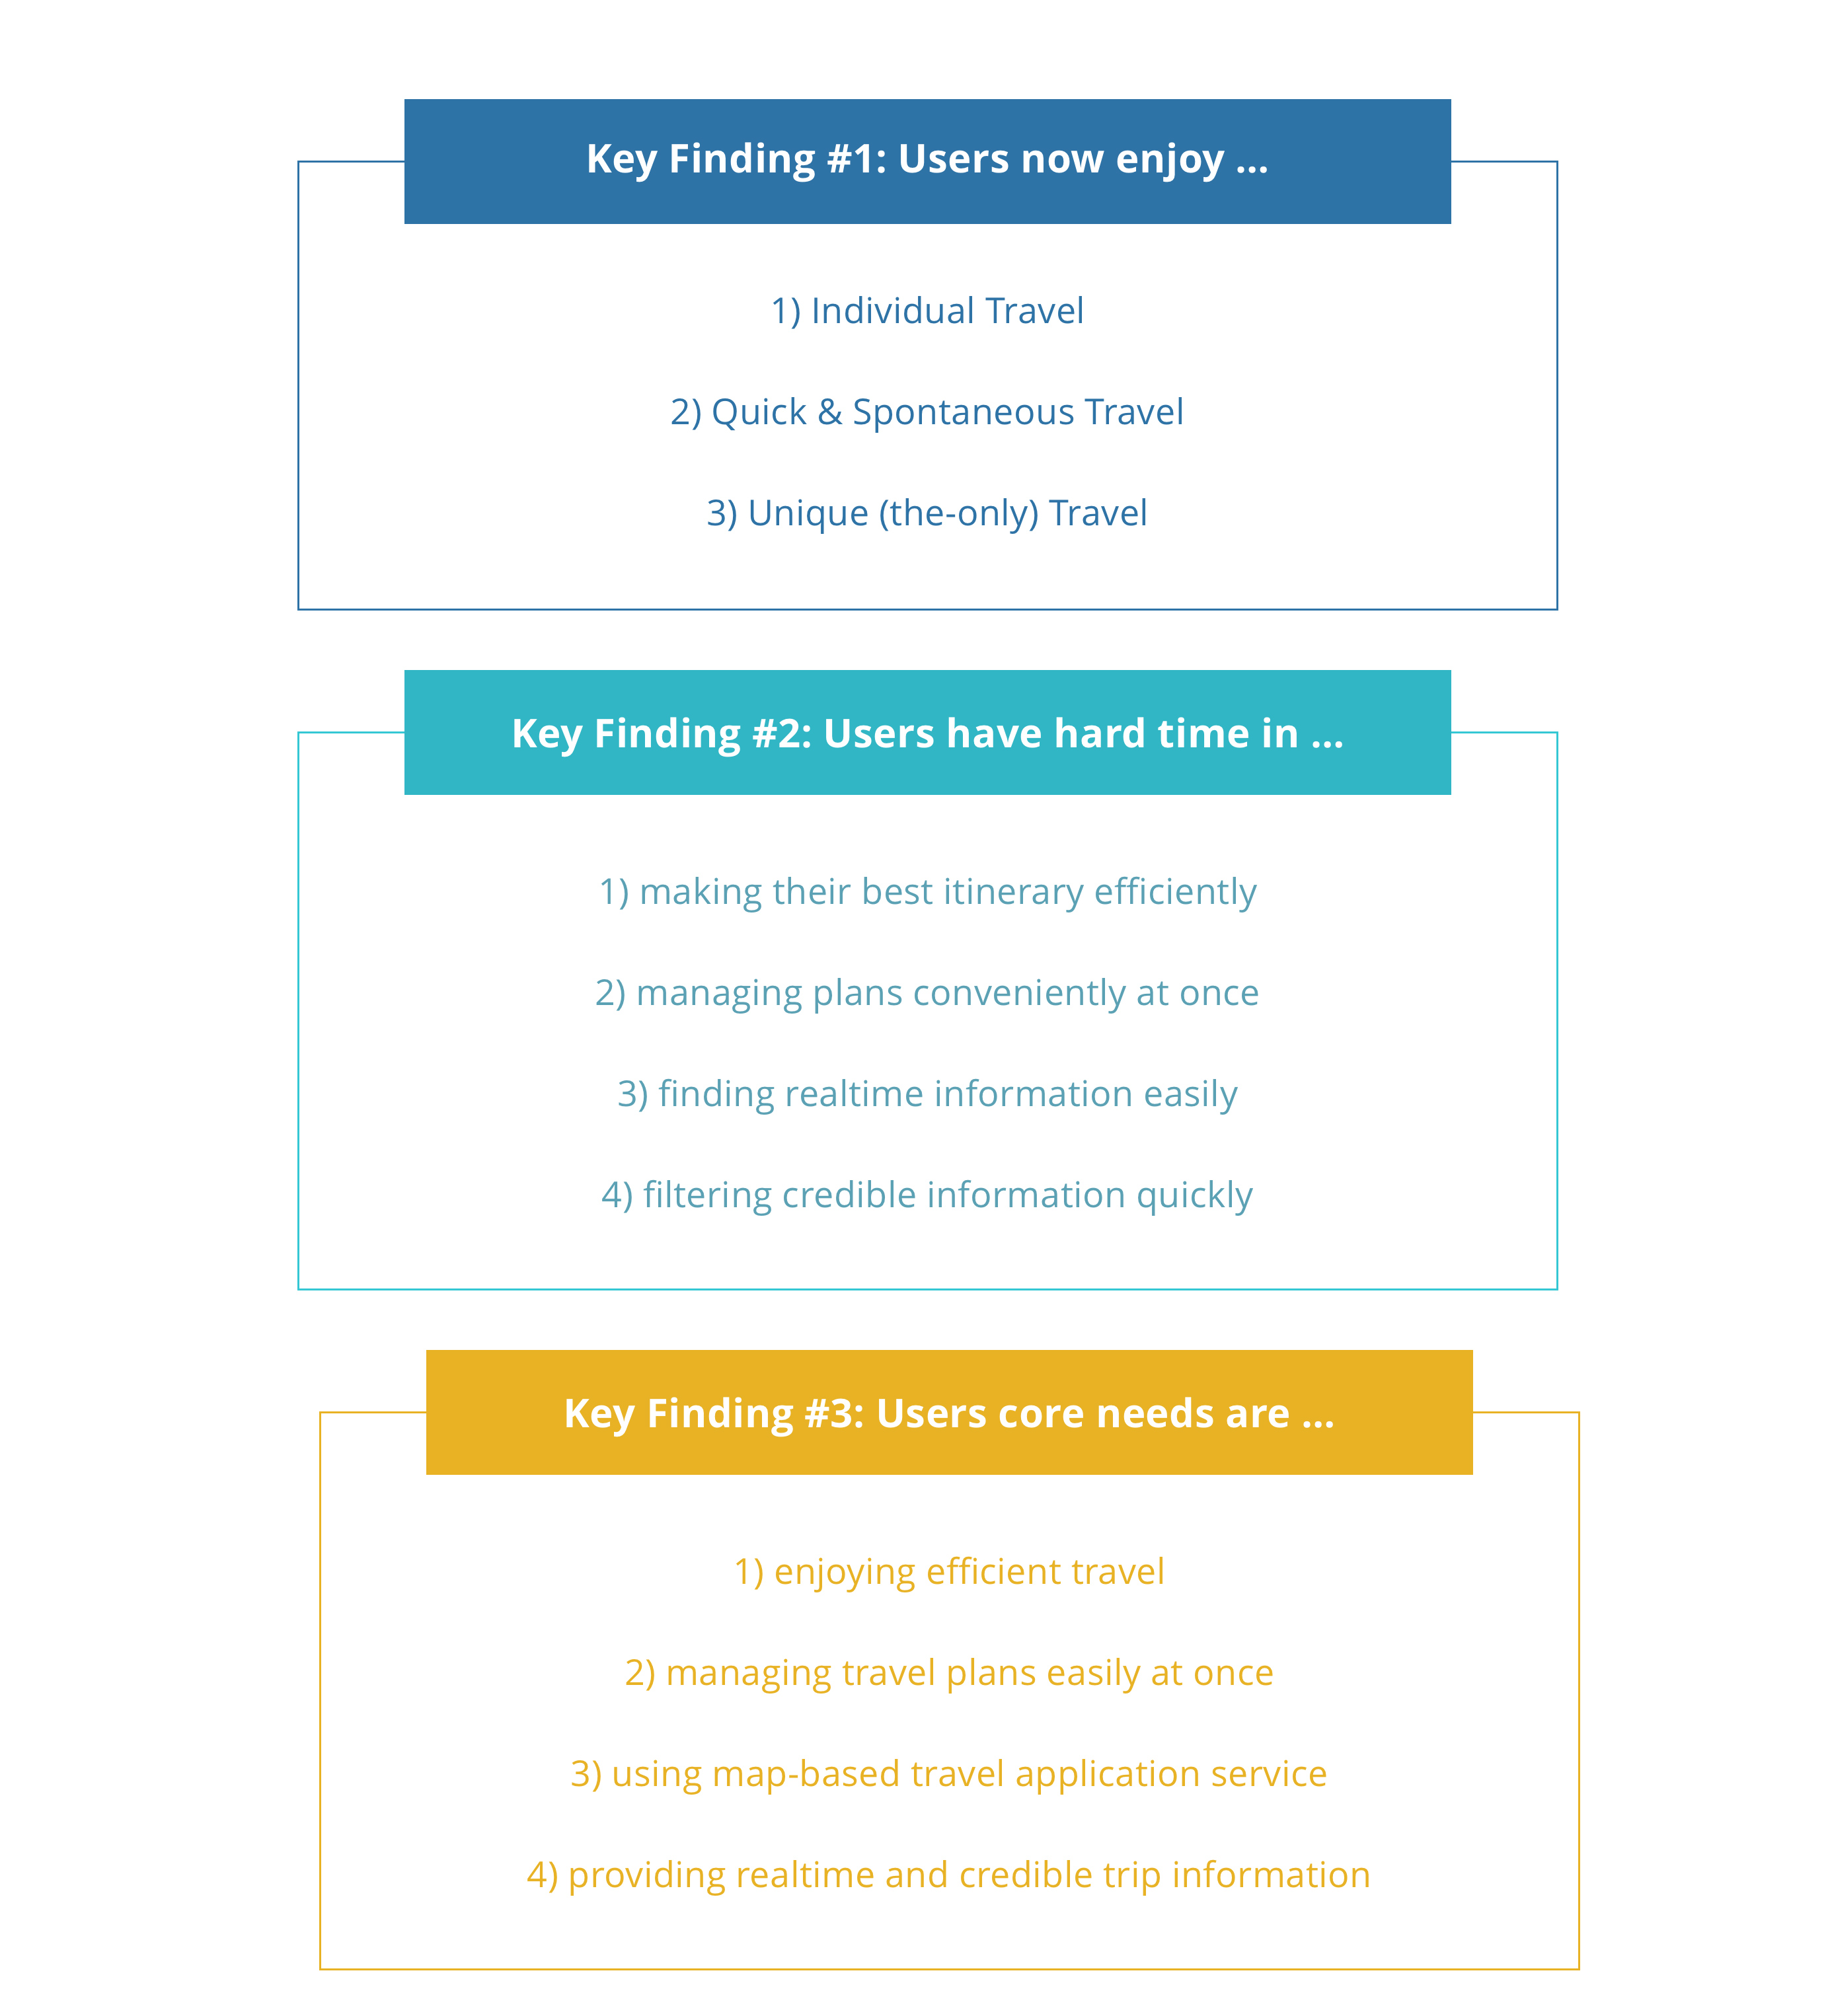 Key Finding #1: Users now enjoy ...
1) Individual Travel
2) Quick & Spontaneous Travel
3) Unique (the-only) Travel
Key Finding #2: Users have hard time in ...
1) making their best itinerary efficiently
2) managing plans conveniently at once
3) finding realtime information easily
4) filtering credible information quickly
Key Finding #3: Users core needs are ...
1) enjoying efficient travel
2) managing travel plans easily at once
3) using map-based travel application service
4) providing realtime and credible trip information